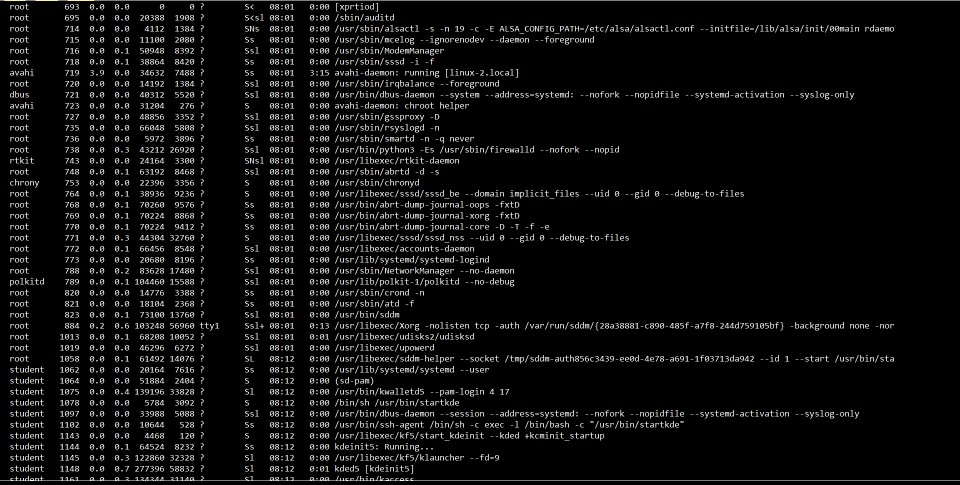 root 693 0.0 0.0 0 0 ? S< 08:01 0:00 [xprtiod]
root 695 0.0 0.0 20388 1908 ? S<sl 08:01 0:00 /sbin/auditd
root 714 0.0 0.0 4112 1384 ? SNs 08:01 0:00 /usr/sbin/alsactl -s -n 19 -c -E ALSA_CONFIG_PATH=/etc/alsa/alsactl.conf --initfile=/lib/alsa/init/00main rdaemo
root 715 0.0 0.0 11100 2080 ? Ss 08:01 0:00 /usr/sbin/mcelog --ignorenodev --daemon --foreground
root 716 0.0 0.1 50948 8392 ? Ssl 08:01 0:00 /usr/sbin/ModemManager
root 718 0.0 0.1 38864 8420 ? Ss 08:01 0:00 /usr/sbin/sssd -i -f
avahi 719 3.9 0.0 34632 7488 ? Ss 08:01 3:15 avahi-daemon: running [linux-2.local]
root 720 0.0 0.0 14192 1384 ? Ssl 08:01 0:00 /usr/sbin/irqbalance --foreground
dbus 721 0.0 0.0 40312 5520 ? Ssl 08:01 0:00 /usr/bin/dbus-daemon --system --address=systemd: --nofork --nopidfile --systemd-activation --syslog-only
avahi 723 0.0 0.0 31204 276 ? S 08:01 0:00 avahi-daemon: chroot helper
root 727 0.0 0.0 48856 3352 ? Ssl 08:01 0:00 /usr/sbin/gssproxy -D
root 735 0.0 0.0 66048 5808 ? Ssl 08:01 0:00 /usr/sbin/rsyslogd -n
root 736 0.0 0.0 5972 3896 ? Ss 08:01 0:00 /usr/sbin/smartd -n -q never
root 738 0.0 0.3 43212 26920 ? Ssl 08:01 0:00 /usr/bin/python3 -Es /usr/sbin/firewalld --nofork --nopid
rtkit 743 0.0 0.0 24164 3300 ? SNsl 08:01 0:00 /usr/libexec/rtkit-daemon
root 748 0.0 0.1 63192 8468 ? Ssl 08:01 0:00 /usr/sbin/abrtd -d -s
chrony 753 0.0 0.0 22396 3356 ? S 08:01 0:00 /usr/sbin/chronyd
root 764 0.0 0.1 38936 9236 ? S 08:01 0:00 /usr/libexec/sssd/sssd_be --domain implicit_files --uid 0 --gid 0 --debug-to-files
root 768 0.0 0.1 70260 9576 ? Ss 08:01 0:00 /usr/bin/abrt-dump-journal-oops -fxtD
root 769 0.0 0.1 70224 8868 ? Ss 08:01 0:00 /usr/bin/abrt-dump-journal-xorg -fxtD
root 770 0.0 0.1 70224 9412 ? Ss 08:01 0:00 /usr/bin/abrt-dump-journal-core -D -T -f -e
root 771 0.0 0.3 44304 32760 ? S 08:01 0:00 /usr/libexec/sssd/sssd_nss --uid 0 --gid 0 --debug-to-files
root 772 0.0 0.1 66456 8548 ? Ssl 08:01 0:00 /usr/libexec/accounts-daemon
root 773 0.0 0.0 20680 8196 ? Ss 08:01 0:00 /usr/lib/systemd/systemd-logind
root 788 0.0 0.2 83628 17480 ? Ssl 08:01 0:00 /usr/sbin/NetworkManager --no-daemon
polkitd 789 0.0 0.1 104460 15588 ? Ssl 08:01 0:00 /usr/lib/polkit-1/polkitd --no-debug
root 820 0.0 0.0 14776 3388 ? Ss 08:01 0:00 /usr/sbin/crond -n
root 821 0.0 0.0 18104 2368 ? Ss 08:01 0:00 /usr/sbin/atd -f
root 823 0.0 0.1 73100 13760 ? Ssl 08:01 0:00 /usr/bin/sddm
root 884 0.2 0.6 103248 56960 tty1 Ssl+ 08:01 0:13 /usr/libexec/Xorg -nolisten tcp -auth /var/run/sddm/{28a38881-c890-485f-a7f8-244d759105bf} -background none -nor
root 1013 0.0 0.1 68208 10052 ? Ssl 08:01 0:01 /usr/libexec/udisks2/udisksd
root 1019 0.0 0.0 46296 6272 ? Ssl 08:01 0:00 /usr/libexec/upowerd
root 1058 0.0 0.1 61492 14076 ? SL 08:12 0:00 /usr/libexec/sddm-helper --socket /tmp/sddm-auth856c3439-ee0d-4e78-a691-1f03713da942 --id 1 --start /usr/bin/sta
student 1062 0.0 0.0 20164 7616 ? Ss 08:12 0:00 /usr/lib/systemd/systemd --user
student 1064 0.0 0.0 51884 2404 ? S 08:12 0:00 (sd-pam)
student 1075 0.0 0.4 139196 33828 ? Sl 08:12 0:00 /usr/bin/kwalletd5 --pam-login 4 17
student 1078 0.0 0.0 5784 3092 ? S 08:12 0:00 /bin/sh /usr/bin/startkde
student 1097 0.0 0.0 33988 5088 ? Ssl 08:12 0:00 /usr/bin/dbus-daemon --session --address=systemd: --nofork --nopidfile --systemd-activation --syslog-only
student 1102 0.0 0.0 10644 528 ? Ss 08:12 0:00 /usr/bin/ssh-agent /bin/sh -c exec -l /bin/bash -c "/usr/bin/startkde"
student 1143 0.0 0.0 4468 120 ? S 08:12 0:00 /usr/libexec/kf5/start_kdeinit --kded +kcminit_startup
student 1144 0.0 0.1 64524 8232 ? Ss 08:12 0:00 kdeinit5: Running...
student 1145 0.0 0.3 122860 32328 ? Sl 08:12 0:00 /usr/libexec/kf5/klauncher --fd=9
student 1148 0.0 0.7 277396 58832 ? Sl 08:12 0:01 kded5 [kdeinit5]
student 1161 0.0 0.3 134344 31140 ? Sl 08:12 0:00 /usr/bin/kaccess